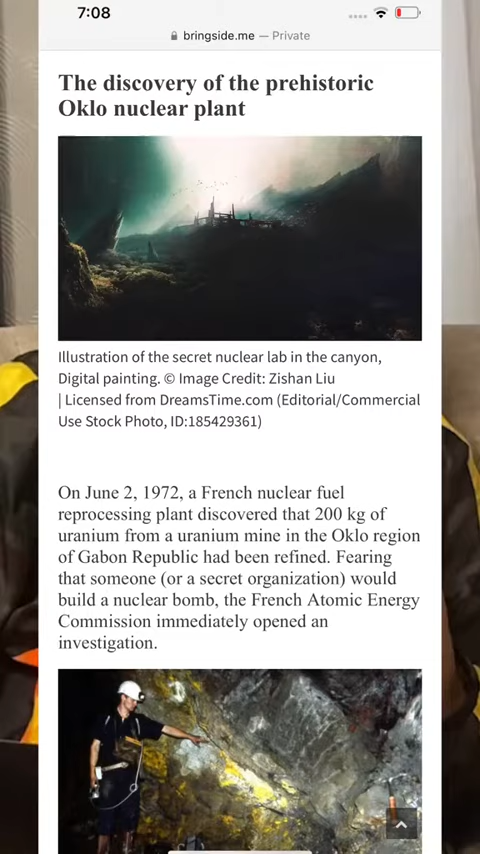 7:08
bringside.me — Private
The discovery of the prehistoric
Oklo nuclear plant
Illustration of the secret nuclear lab in the canyon,
Digital painting. © Image Credit: Zishan Liu
| Licensed from DreamsTime.com (Editorial/Commercial
Use Stock Photo, ID:185429361)
On June 2, 1972, a French nuclear fuel
reprocessing plant discovered that 200 kg of
uranium from a uranium mine in the Oklo region
of Gabon Republic had been refined. Fearing
that someone (or a secret organization) would
build a nuclear bomb, the French Atomic Energy
Commission immediately opened an
investigation.